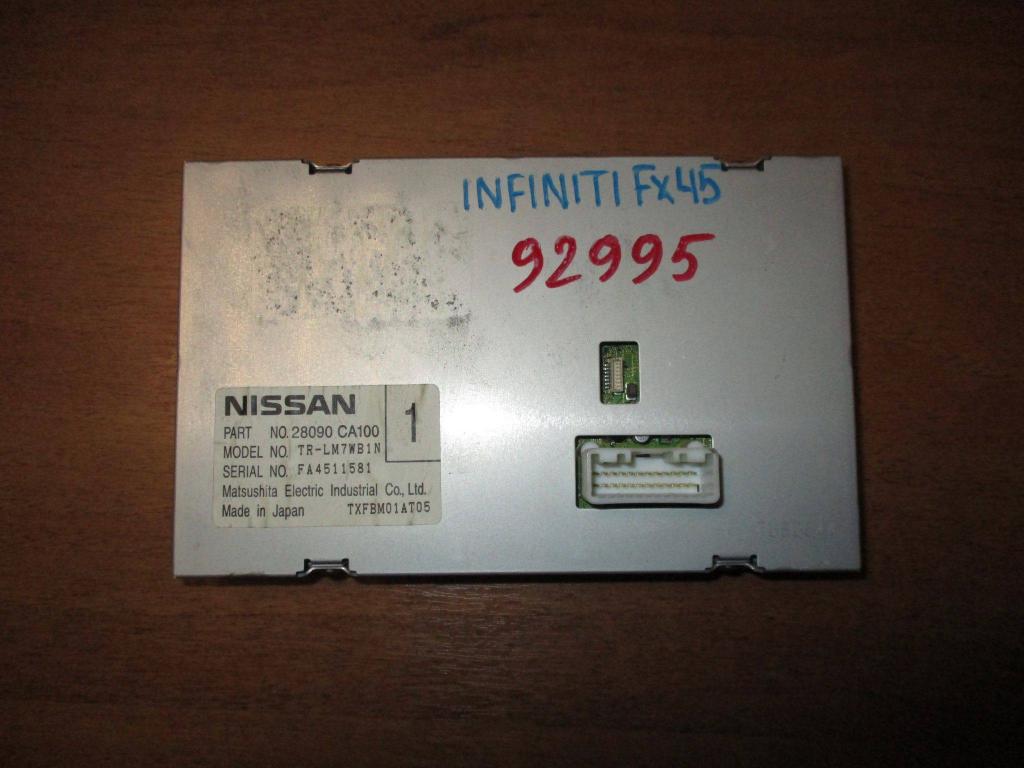 INFINITI Fx45
92995
NISSAN
1
PART NO. 28090 CA100
MODEL NO. TR-LM7WB1N
SERIAL NO. FA4511581
Matsushita Electric Industrial Co., Ltd.
Made in Japan TXFBM01AT05